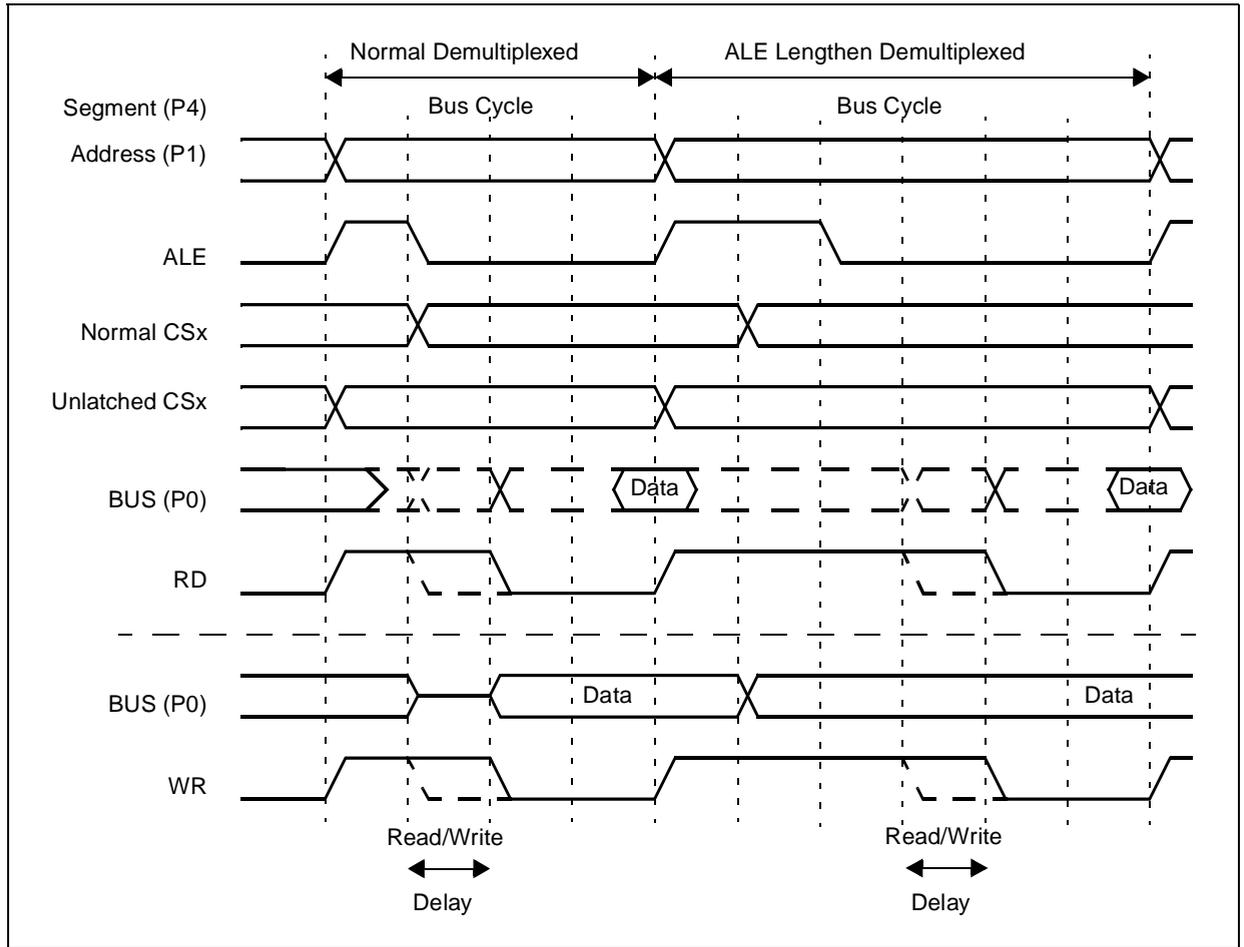 Normal Demultiplexed
ALE Lengthen Demultiplexed
Segment (P4)
Bus Cycle
Bus Cycle
Address (P1)
ALE
Normal CSx
Unlatched CSx
BUS (P0)
Data
Data
RD
BUS (P0)
Data
Data
WR
Read/Write
Read/Write
Delay
Delay